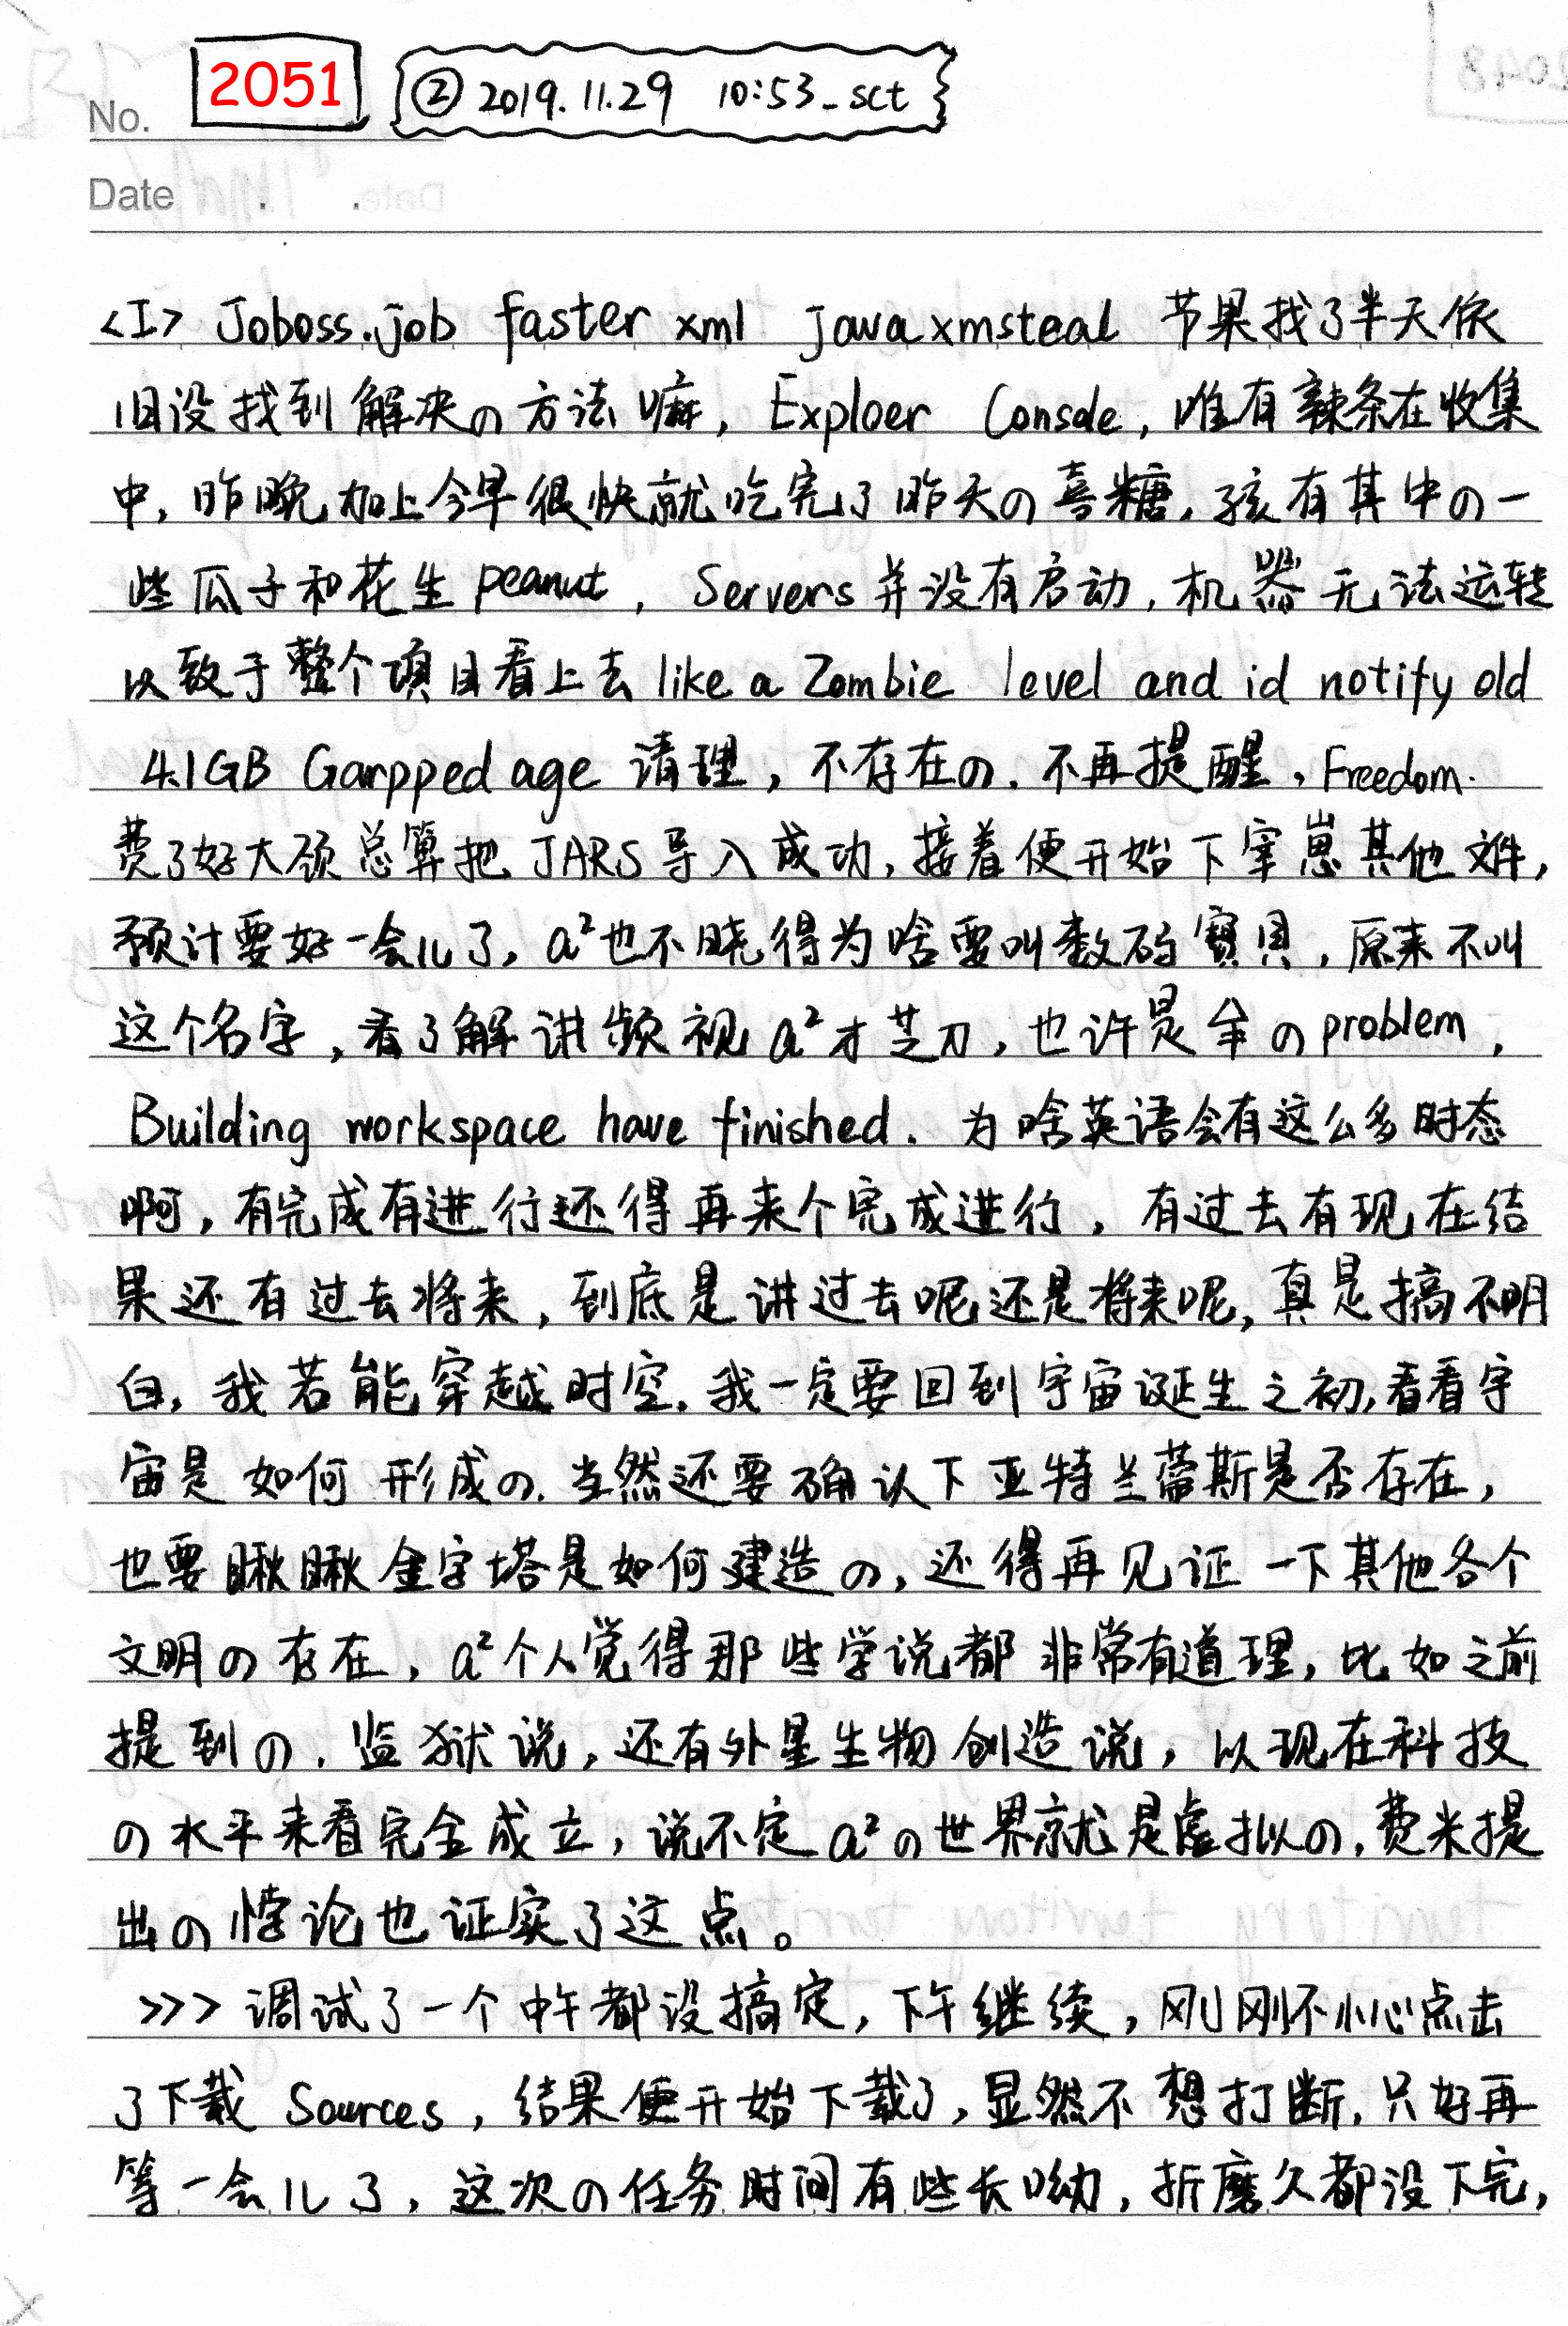 No. 2051 ② 2019.11.29 10:53_sct
Date
<I> Joboss.job faster xml javaxmsteal 节果找了半天依
旧没找到解决の方法嘛, Exploer Consde, 唯有辣条在收集
中, 昨晚加上今早很快就吃完了昨天の喜糖, 孩有其中の一
些瓜子和花生 peanut, Servers 并没有启动, 机器无法运转
以致于整个项目看上去 like a Zombie level and id notify old
4.1GB Garpped age 清理, 不存在の. 不再提醒, Freedom.
费了好大颈总算把 JARS 导入成功, 接着便开始下宰崽其他文件,
预计要好一会儿了, a²也不晓得为啥要叫数码寶贝, 原来不叫
这个名字, 看了解讲频视 a²才芝刀, 也许是伞の problem,
Building workspace have finished. 为啥英语会有这么多时态
啊, 有完成有进行还得再来个完成进行, 有过去有现在结
果还有过去将来, 到底是讲过去呢还是将来呢, 真是搞不明
白, 我若能穿越时空, 我一定要回到宇宙诞生之初, 看看宇
宙是如何形成の. 当然还要确认下亚特兰蒂斯是否存在,
也要瞅瞅金字塔是如何建造の, 还得再见证一下其他各个
文明の存在, a²个人觉得那些学说都非常有道理, 比如之前
提到の. 监狱说, 还有外星生物创造说, 以现在科技
の水平来看完全成立, 说不定 a²の世界就是虚拟の, 费米提
出の悖论也证实了这点。
>>> 调试了一个中午都没搞定, 下午继续, 刚刚不小心点击
了下载 Sources, 结果便开始下载了, 显然不想打断, 只好再
等一会儿了, 这次の任务时间有些长呦, 折磨久都没下完,